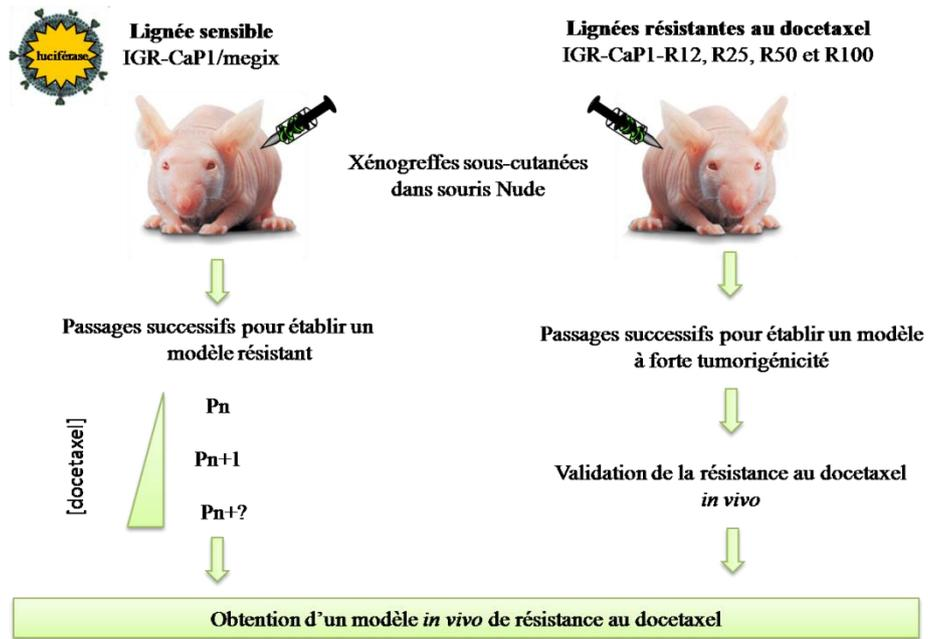 luciférase
Lignée sensible
IGR-CaP1/megix
Lignées résistantes au docetaxel
IGR-CaP1-R12, R25, R50 et R100
Xénogreffes sous-cutanées
dans souris Nude
Passages successifs pour établir un
modèle résistant
[docetaxel]
Pn
Pn+1
Pn+?
Passages successifs pour établir un modèle
à forte tumorigénicité
Validation de la résistance au docetaxel
in vivo
Obtention d'un modèle in vivo de résistance au docetaxel